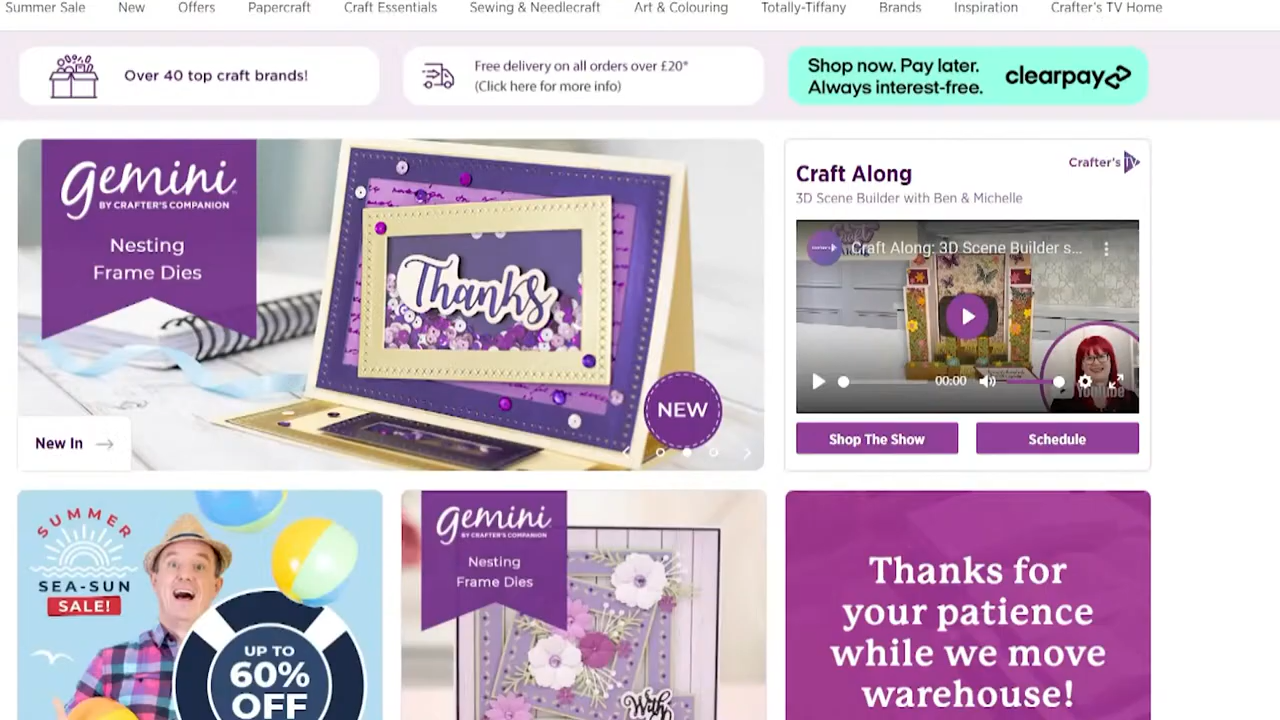 Summer Sale
New
Offers
Papercraft
Craft Essentials
Sewing & Needlecraft
Art & Colouring
Totally-Tiffany
Brands
Inspiration
Crafter's TV Home
Over 40 top craft brands!
Free delivery on all orders over £20*
(Click here for more info)
Shop now. Pay later.
Always interest-free.
clearpay
gemini
BY CRAFTER'S COMPANION
Nesting
Frame Dies
Thanks
NEW
New In
Crafter's TV
Craft Along
3D Scene Builder with Ben & Michelle
Craft Along: 3D Scene Builder s...
00:00
YouTube
Shop The Show
Schedule
SUMMER
SEA-SUN
SALE!
UP TO
60%
OFF
gemini
BY CRAFTER'S COMPANION
Nesting
Frame Dies
With
Thanks for
your patience
while we move
warehouse!